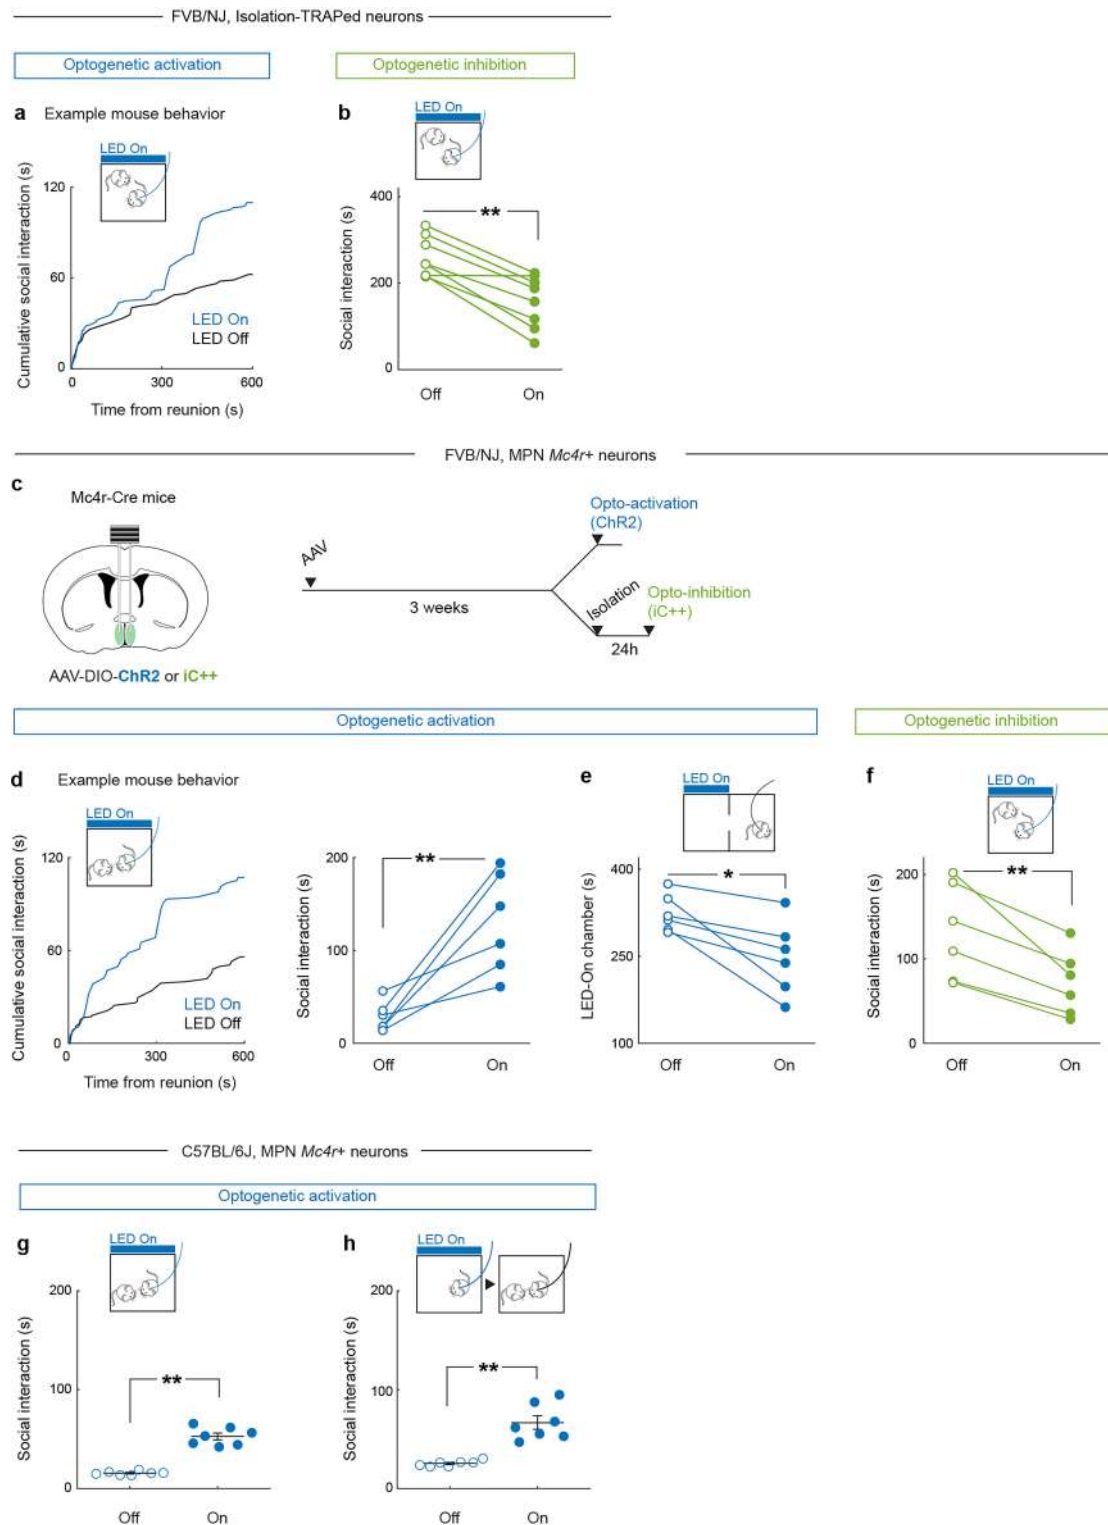 FVB/NJ, Isolation-TRAPed neurons
Optogenetic activation
Optogenetic inhibition
a Example mouse behavior
LED On
Cumulative social interaction (s)
120
60
0
0 300 600
Time from reunion (s)
LED On
LED Off
b
LED On
Social interaction (s)
400
200
0
**
Off On
FVB/NJ, MPN Mc4r+ neurons
c
Mc4r-Cre mice
AAV-DIO-ChR2 or iC++
AAV
3 weeks
Opto-activation
(ChR2)
Isolation
Opto-inhibition
(iC++)
24h
Optogenetic activation
Optogenetic inhibition
d Example mouse behavior
LED On
Cumulative social interaction (s)
120
60
0
0 300 600
Time from reunion (s)
LED On
LED Off
Social interaction (s)
200
100
0
**
Off On
e
LED On
LED-On chamber (s)
400
250
100
*
Off On
f
LED On
Social interaction (s)
200
100
0
**
Off On
C57BL/6J, MPN Mc4r+ neurons
Optogenetic activation
g
LED On
Social interaction (s)
200
100
0
**
Off On
h
LED On
Social interaction (s)
200
100
0
**
Off On